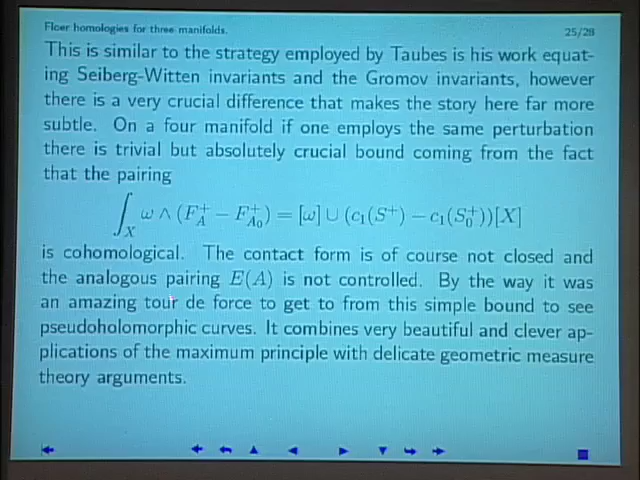 Floer homologies for three manifolds.
25/28
This is similar to the strategy employed by Taubes is his work equat-
ing Seiberg-Witten invariants and the Gromov invariants, however
there is a very crucial difference that makes the story here far more
subtle. On a four manifold if one employs the same perturbation
there is trivial but absolutely crucial bound coming from the fact
that the pairing
∫_X ω ∧ (F_A^+ − F_{A_0}^+) = [ω] ∪ (c_1(S^+) − c_1(S_0^+))[X]
is cohomological. The contact form is of course not closed and
the analogous pairing E(A) is not controlled. By the way it was
an amazing tour de force to get to from this simple bound to see
pseudoholomorphic curves. It combines very beautiful and clever ap-
plications of the maximum principle with delicate geometric measure
theory arguments.